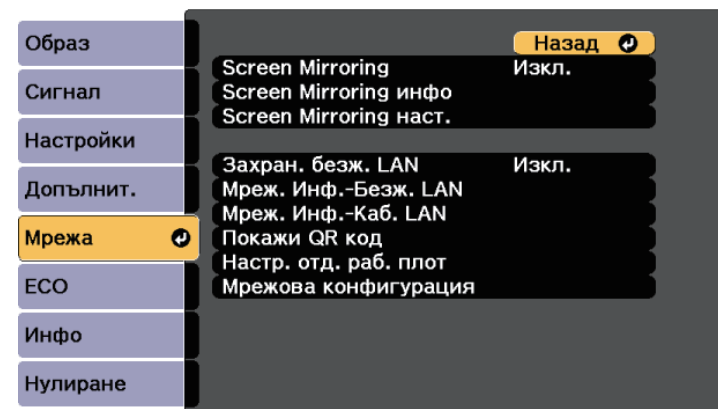 Образ
Сигнал
Настройки
Допълнит.
Мрежа
ECO
Инфо
Нулиране
Назад
Screen Mirroring Изкл.
Screen Mirroring инфо
Screen Mirroring наст.
Захран. безж. LAN Изкл.
Мреж. Инф.-Безж. LAN
Мреж. Инф.-Каб. LAN
Покажи QR код
Настр. отд. раб. плот
Мрежова конфигурация